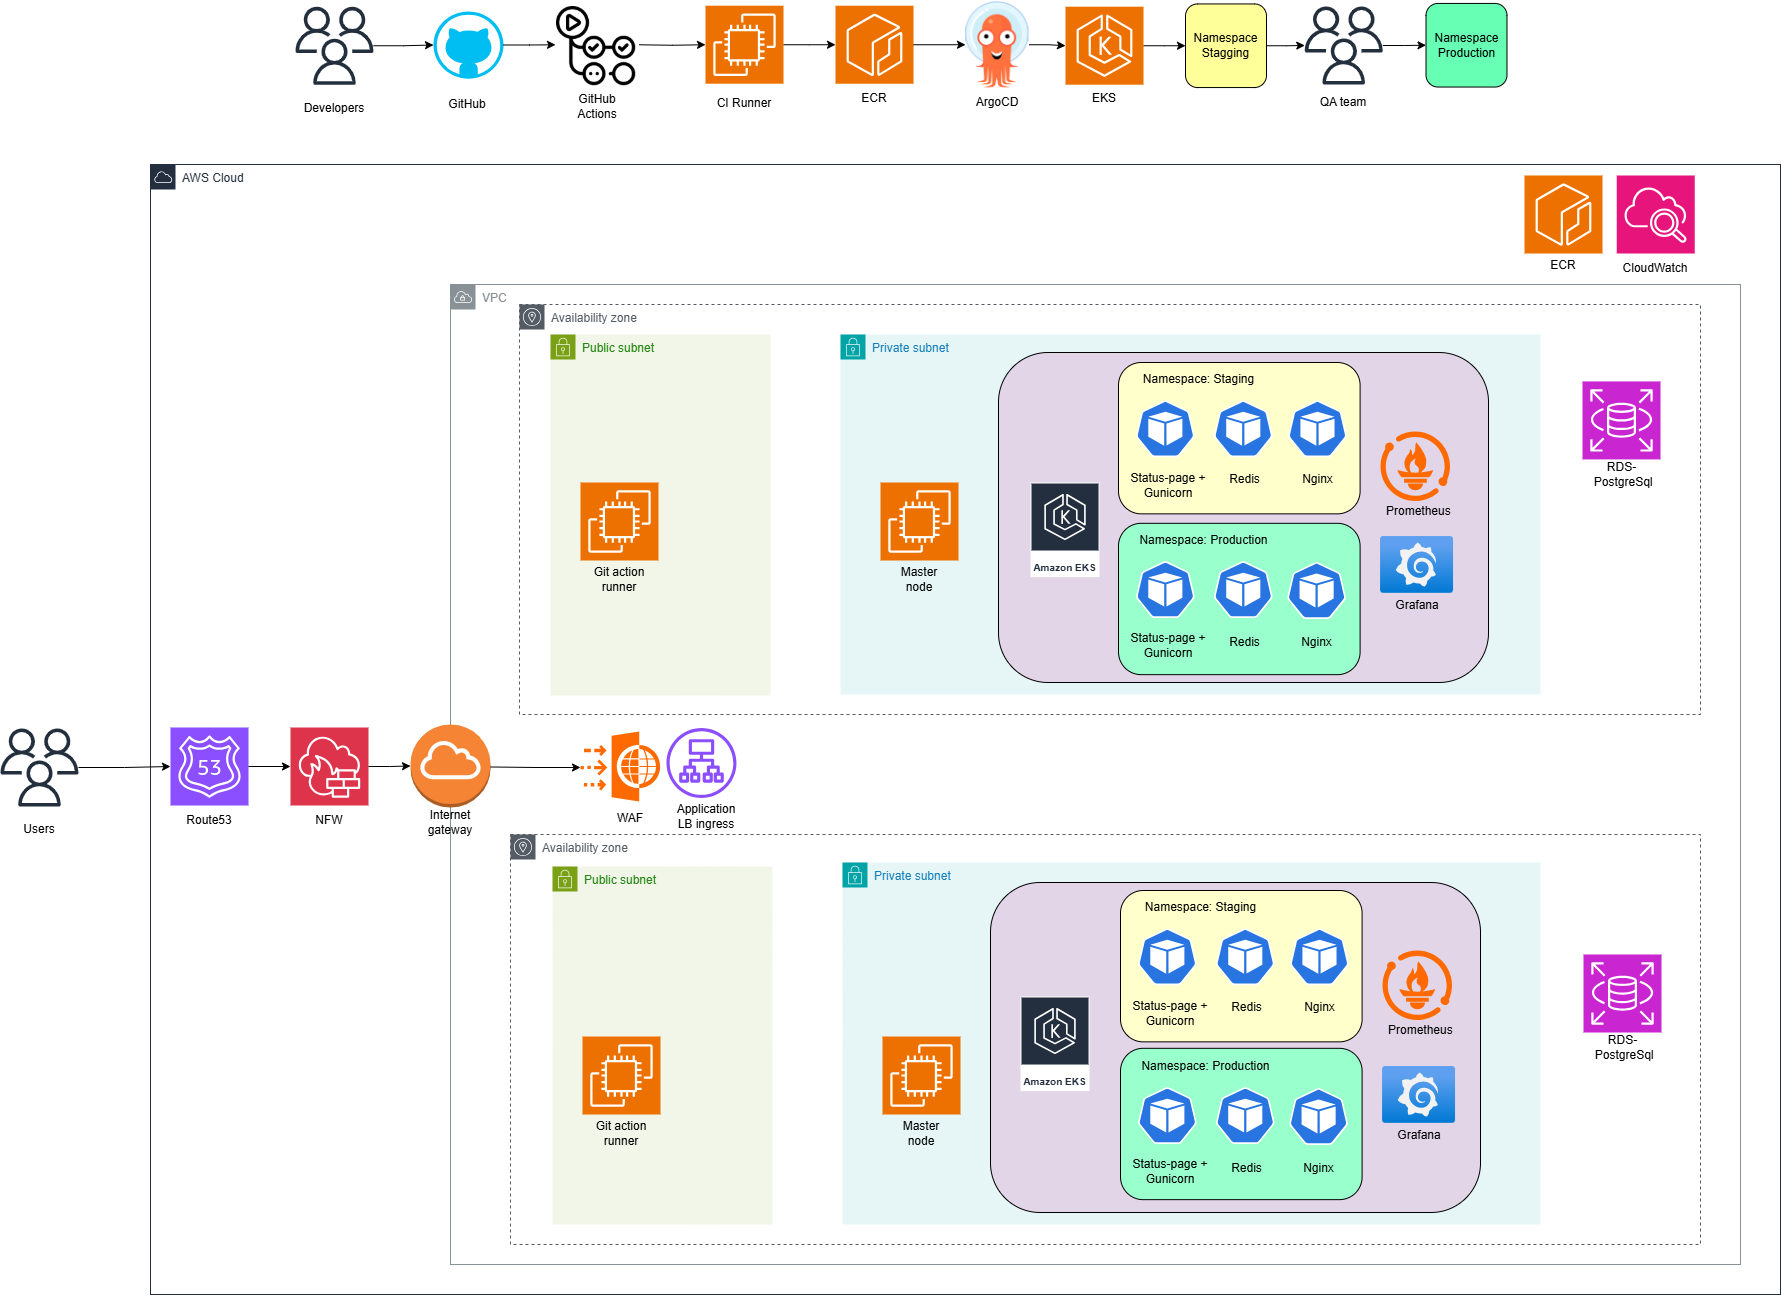 Developers
GitHub
GitHub
Actions
CI Runner
ECR
ArgoCD
EKS
Namespace
Stagging
QA team
Namespace
Production
AWS Cloud
ECR
CloudWatch
VPC
Availability zone
Public subnet
Private subnet
Namespace: Staging
Status-page +
Gunicorn
Redis
Nginx
K
Amazon EKS
Prometheus
RDS-
PostgreSql
Git action
runner
Master
node
Namespace: Production
Status-page +
Gunicorn
Redis
Nginx
Grafana
Users
53
Route53
NFW
Internet
gateway
WAF
Application
LB ingress
Availability zone
Public subnet
Private subnet
Namespace: Staging
Status-page +
Gunicorn
Redis
Nginx
K
Amazon EKS
Prometheus
RDS-
PostgreSql
Git action
runner
Master
node
Namespace: Production
Status-page +
Gunicorn
Redis
Nginx
Grafana